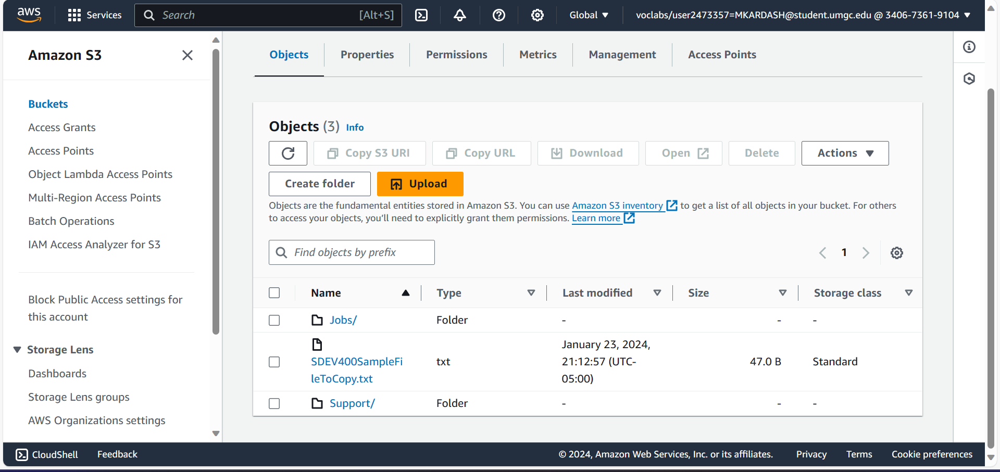 aws
Services
Search
[Alt+S]
Global
voclabs/user2473357=MKARDASH@student.umgc.edu @ 3406-7361-9104
Amazon S3
Buckets
Access Grants
Access Points
Object Lambda Access Points
Multi-Region Access Points
Batch Operations
IAM Access Analyzer for S3
Block Public Access settings for
this account
Storage Lens
Dashboards
Storage Lens groups
AWS Organizations settings
Objects
Properties
Permissions
Metrics
Management
Access Points
Objects (3) Info
Copy S3 URI
Copy URL
Download
Open
Delete
Actions
Create folder
Upload
Objects are the fundamental entities stored in Amazon S3. You can use Amazon S3 inventory to get a list of all objects in your bucket. For others
to access your objects, you’ll need to explicitly grant them permissions. Learn more
Find objects by prefix
1
Name Type Last modified Size Storage class
Jobs/ Folder - - -
SDEV400SampleFi
leToCopy.txt
txt
January 23, 2024,
21:12:57 (UTC-
05:00)
47.0 B
Standard
Support/ Folder - - -
CloudShell
Feedback
© 2024, Amazon Web Services, Inc. or its affiliates.
Privacy
Terms
Cookie preferences